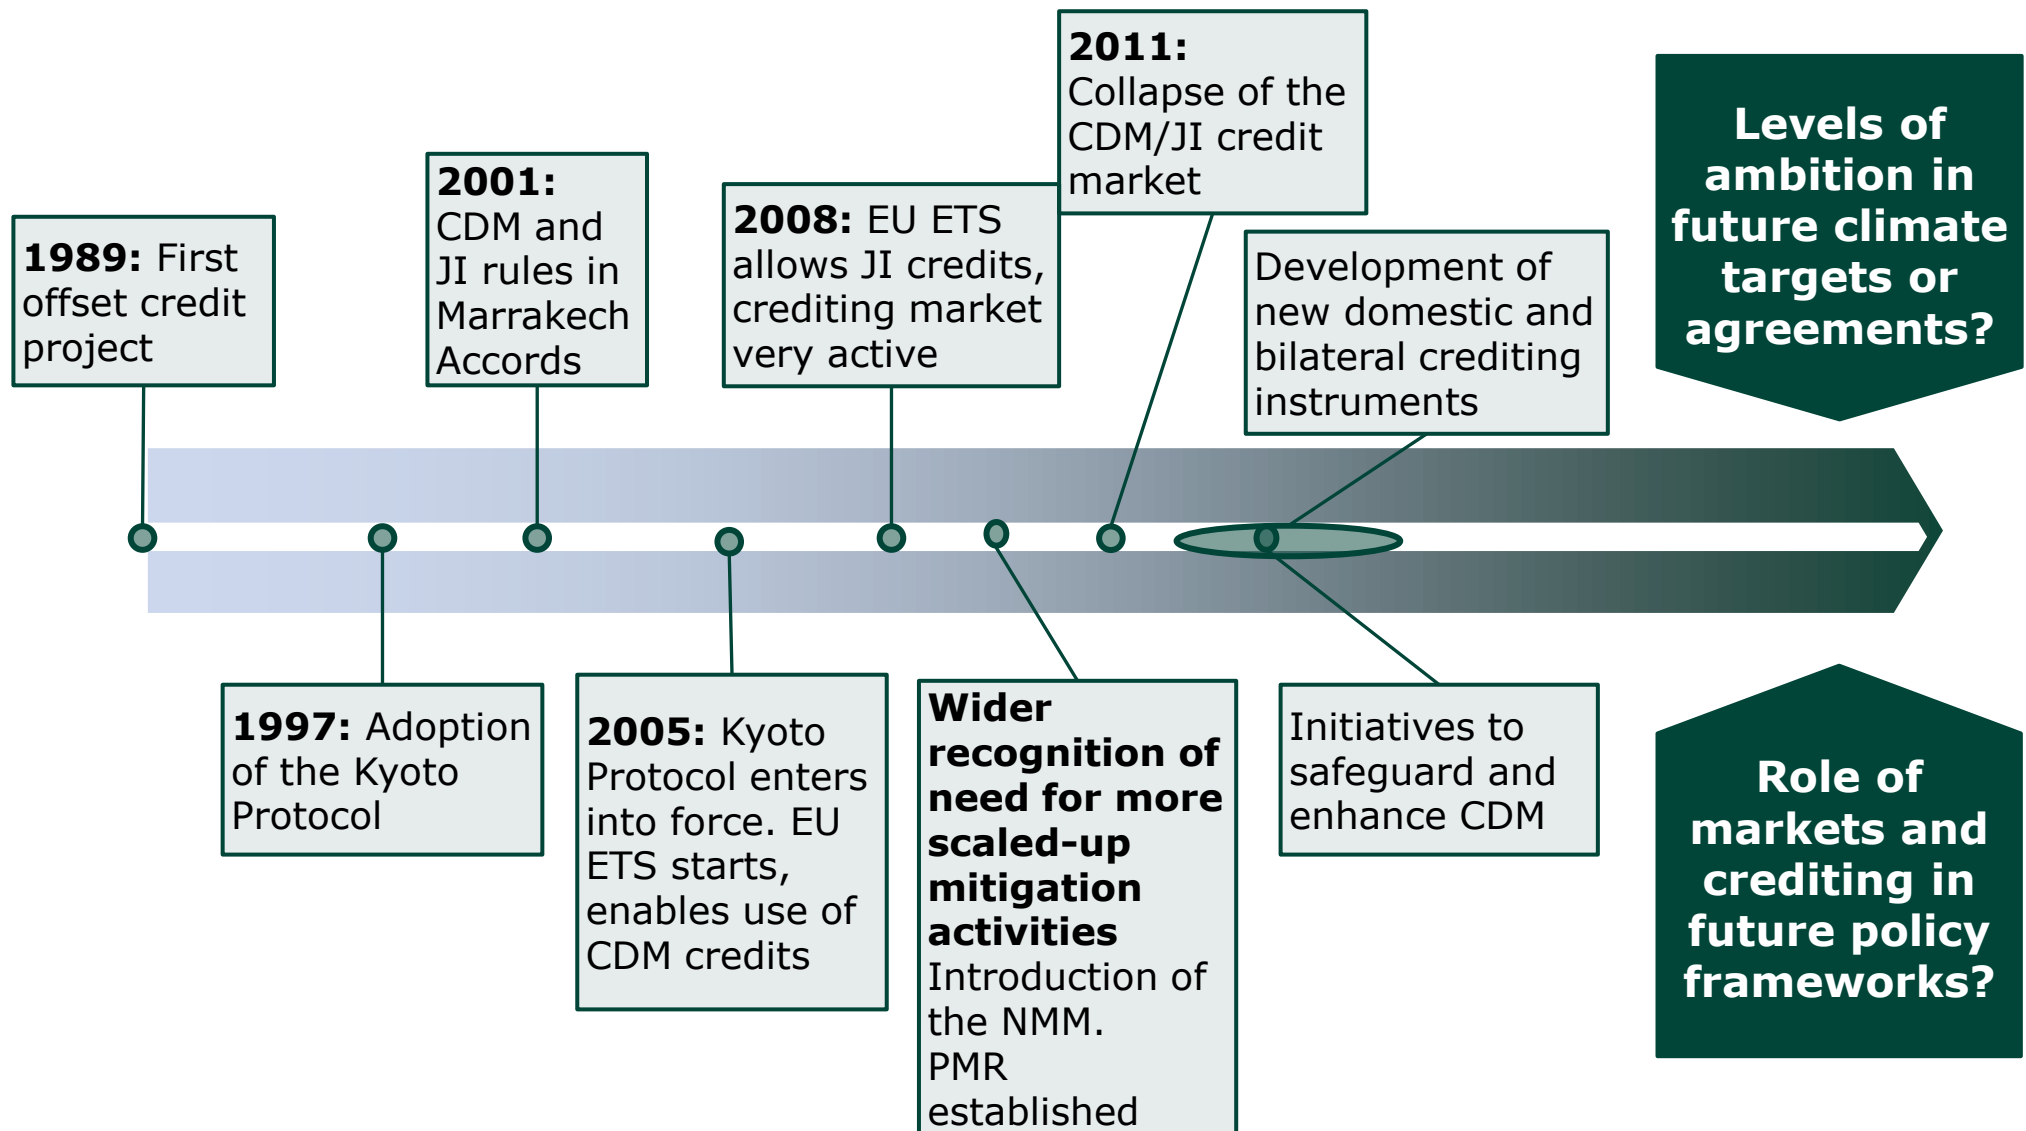 1989: First
offset credit
project
1997: Adoption
of the Kyoto
Protocol
2001:
CDM and
JI rules in
Marrakech
Accords
2005: Kyoto
Protocol enters
into force. EU
ETS starts,
enables use of
CDM credits
2008: EU ETS
allows JI credits,
crediting market
very active
Wider
recognition of
need for more
scaled-up
mitigation
activities
Introduction of
the NMM.
PMR
established
2011:
Collapse of the
CDM/JI credit
market
Development of
new domestic and
bilateral crediting
instruments
Initiatives to
safeguard and
enhance CDM
Levels of
ambition in
future climate
targets or
agreements?
Role of
markets and
crediting in
future policy
frameworks?